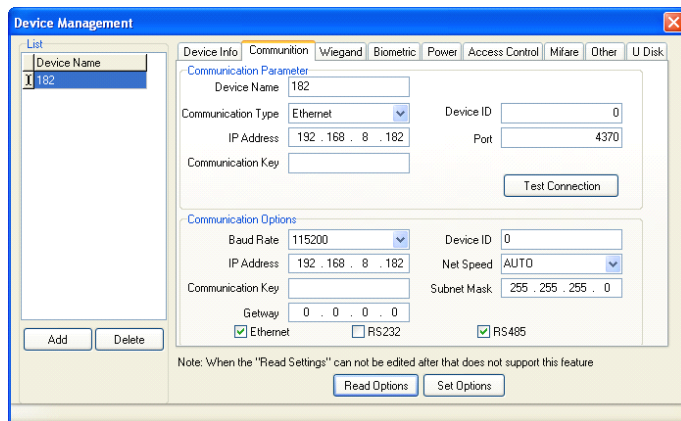 Device Management
List
Device Name
182
Add Delete
Device Info Communition Wiegand Biometric Power Access Control Mifare Other U Disk
Communication Parameter
Device Name 182
Communication Type Ethernet Device ID 0
IP Address 192 . 168 . 8 . 182 Port 4370
Communication Key
Test Connection
Communication Options
Baud Rate 115200 Device ID 0
IP Address 192 . 168 . 8 . 182 Net Speed AUTO
Communication Key Subnet Mask 255 . 255 . 255 . 0
Getway 0 . 0 . 0 . 0
Ethernet RS232 RS485
Note: When the "Read Settings" can not be edited after that does not support this feature
Read Options Set Options